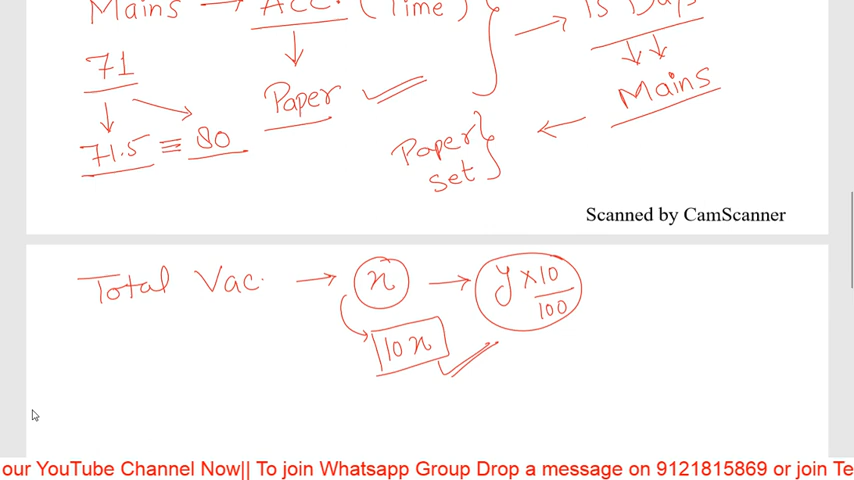 Mains → Acc. (Time) } → 15 Days
71
Paper
Mains
71.5 ≡ 80
Paper }
set
Scanned by CamScanner
Total Vac. → x → y × 10/100
10x
our YouTube Channel Now|| To join Whatsapp Group Drop a message on 9121815869 or join Te